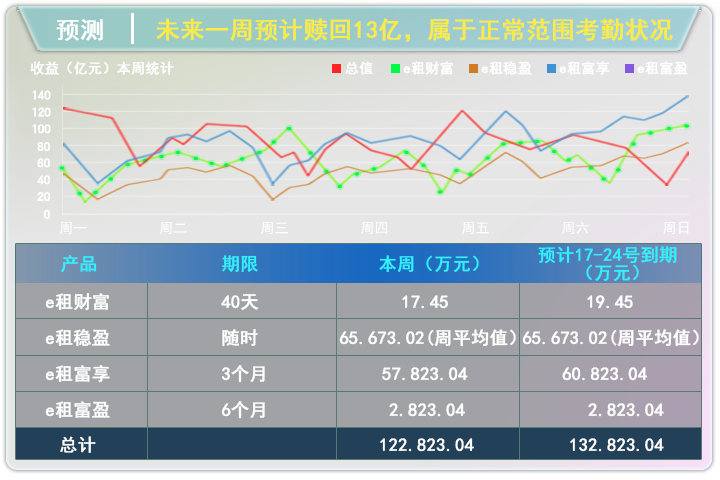 预测 未来一周预计赎回13亿，属于正常范围考勤状况
收益（亿元）本周统计 总值 e租财富 e租稳盈 e租富享 e租富盈
140
120
100
80
60
40
20
0
周一 周二 周三 周四 周五 周六 周日
产品 期限 本周（万元） 预计17-24号到期（万元）
e租财富 40天 17.45 19.45
e租稳盈 随时 65.673.02(周平均值) 65.673.02(周平均值)
e租富享 3个月 57.823.04 60.823.04
e租富盈 6个月 2.823.04 2.823.04
总计 122.823.04 132.823.04